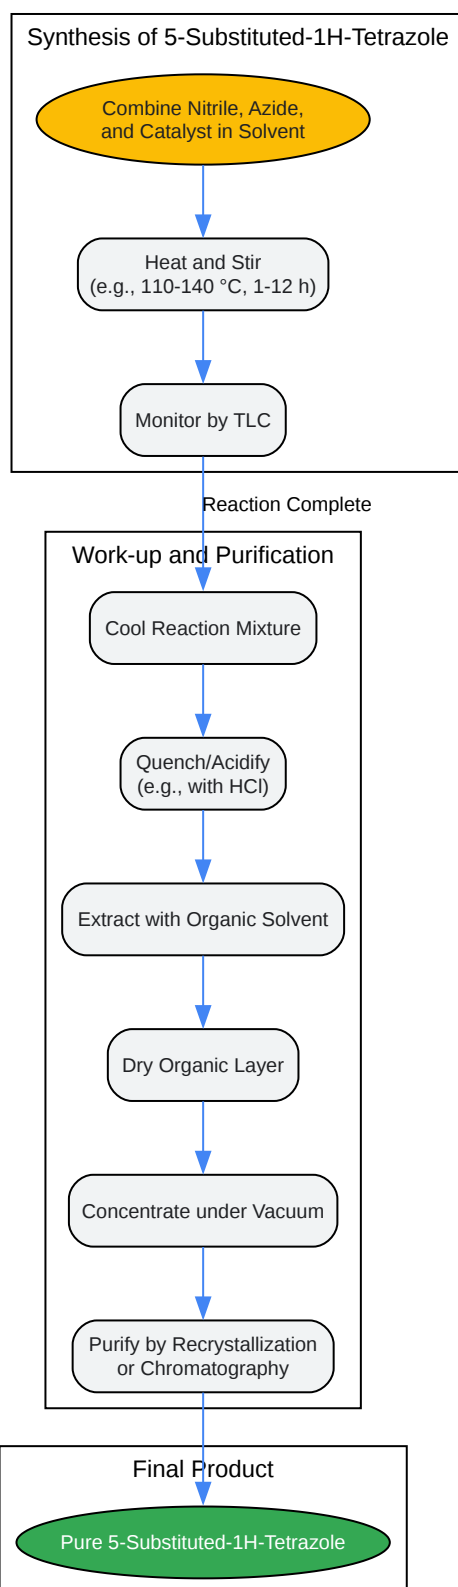 Synthesis of 5-Substituted-1H-Tetrazole
Combine Nitrile, Azide,
and Catalyst in Solvent
Heat and Stir
(e.g., 110-140 °C, 1-12 h)
Monitor by TLC
Reaction Complete
Work-up and Purification
Cool Reaction Mixture
Quench/Acidify
(e.g., with HCl)
Extract with Organic Solvent
Dry Organic Layer
Concentrate under Vacuum
Purify by Recrystallization
or Chromatography
Final Product
Pure 5-Substituted-1H-Tetrazole